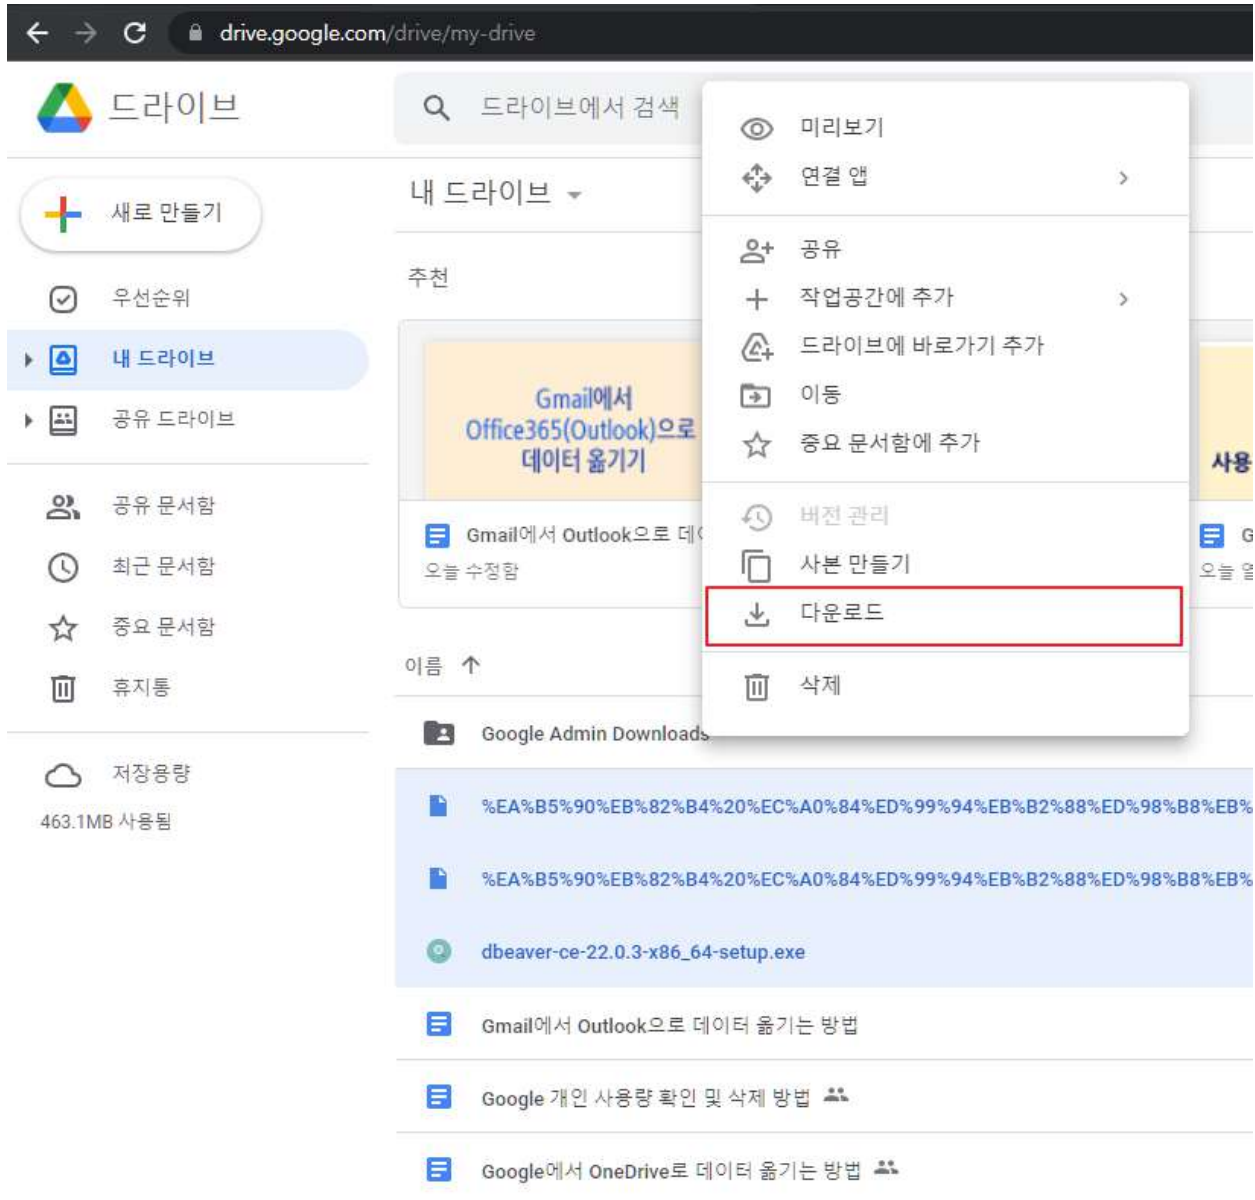 drive.google.com/drive/my-drive
드라이브
드라이브에서 검색
새로 만들기
우선순위
내 드라이브
공유 드라이브
공유 문서함
최근 문서함
중요 문서함
휴지통
저장용량
463.1MB 사용됨
내 드라이브
추천
Gmail에서
Office365(Outlook)으로
데이터 옮기기
Gmail에서 Outlook으로 데
오늘 수정함
사용
G
오늘 열
미리보기
연결 앱
공유
작업공간에 추가
드라이브에 바로가기 추가
이동
중요 문서함에 추가
버전 관리
사본 만들기
다운로드
삭제
이름
Google Admin Downloads
%EA%B5%90%EB%82%B4%20%EC%A0%84%ED%99%94%EB%B2%88%ED%98%B8%EB%
%EA%B5%90%EB%82%B4%20%EC%A0%84%ED%99%94%EB%B2%88%ED%98%B8%EB%
dbeaver-ce-22.0.3-x86_64-setup.exe
Gmail에서 Outlook으로 데이터 옮기는 방법
Google 개인 사용량 확인 및 삭제 방법
Google에서 OneDrive로 데이터 옮기는 방법